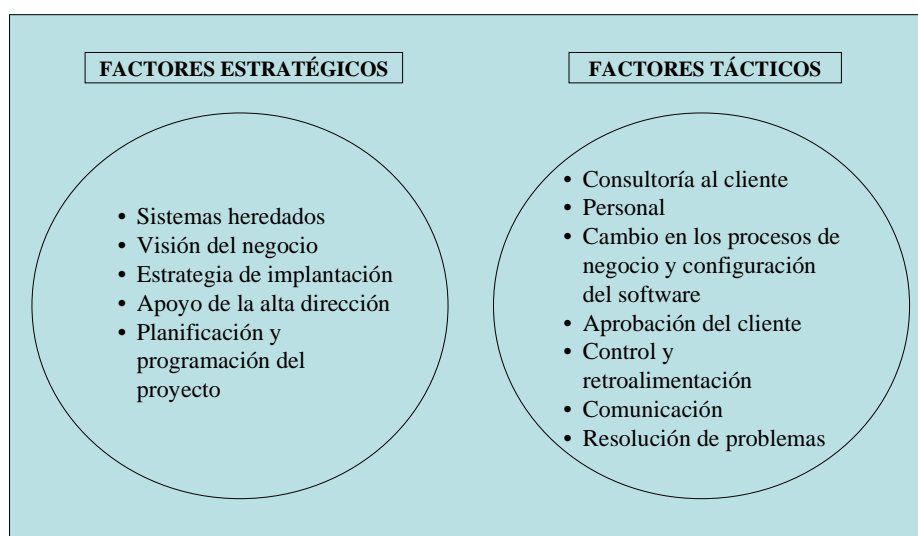 FACTORES ESTRATÉGICOS
• Sistemas heredados
• Visión del negocio
• Estrategia de implantación
• Apoyo de la alta dirección
• Planificación y
programación del
proyecto
FACTORES TÁCTICOS
• Consultoría al cliente
• Personal
• Cambio en los procesos de
negocio y configuración
del software
• Aprobación del cliente
• Control y
retroalimentación
• Comunicación
• Resolución de problemas